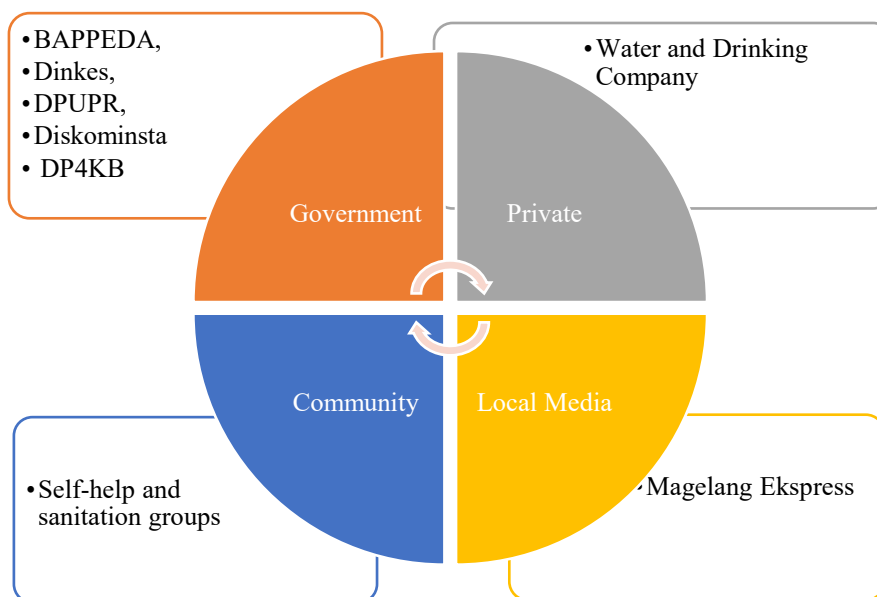 •BAPPEDA,
•Dinkes,
•DPUPR,
•Diskominsta
• DP4KB
•Water and Drinking
Company
Government
Private
Community
Local Media
•Self-help and
sanitation groups
•Magelang Ekspress